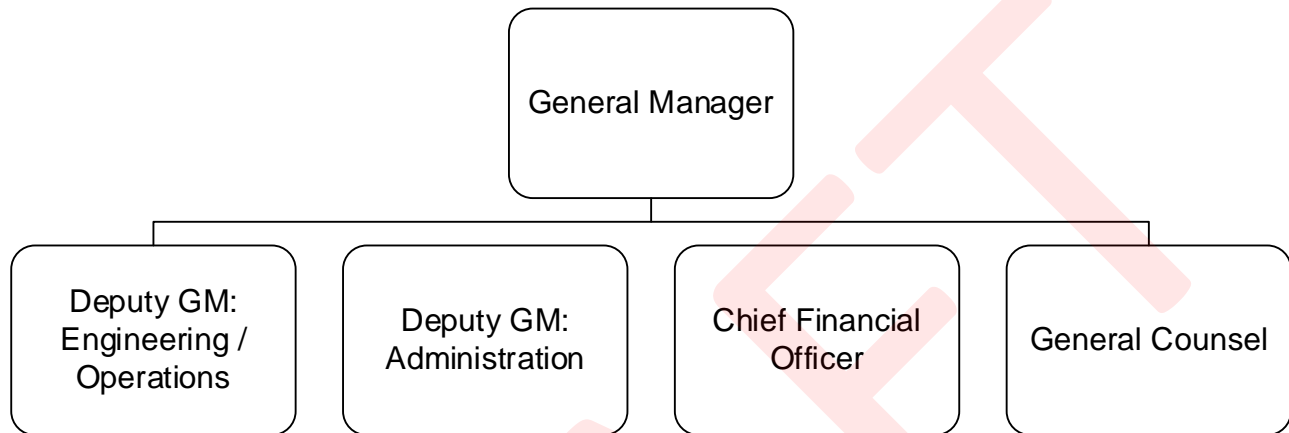 General Manager
Deputy GM:
Engineering /
Operations
Deputy GM:
Administration
Chief Financial
Officer
General Counsel